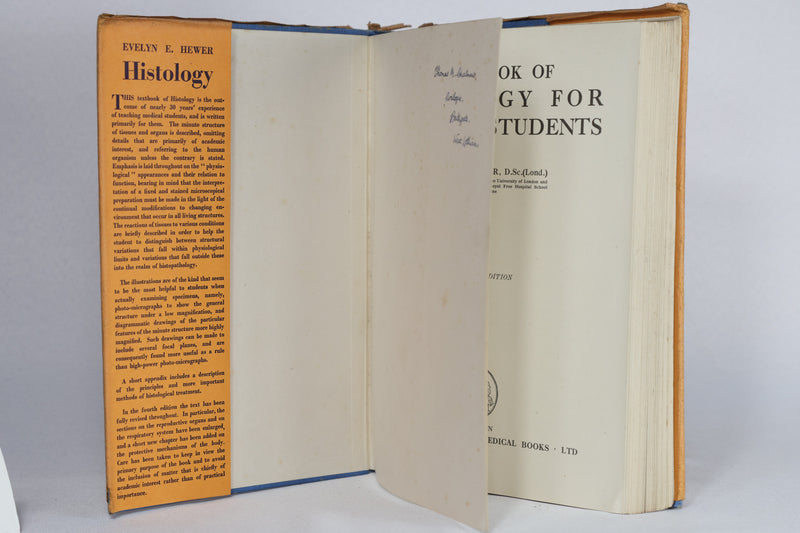 EVELYN E. HEWER
Histology
THIS textbook of Histology is the out-
come of nearly 30 years' experience
of teaching medical students, and is written
primarily for them. The minute structure
of tissues and organs is described, omitting
details that are primarily of academic
interest, and referring to the human
organism unless the contrary is stated.
Emphasis is laid throughout on the " physio-
logical " appearances and their relation to
function, bearing in mind that the interpre-
tation of a fixed and stained microscopical
preparation must be made in the light of the
continual modifications to changing en-
vironment that occur in all living structures.
The reactions of tissues to various conditions
are briefly described in order to help the
student to distinguish between structural
variations that fall within physiological
limits and variations that fall outside these
into the realm of histopathology.
The illustrations are of the kind that seem
to be the most helpful to students when
actually examining specimens, namely,
photo-micrographs to show the general
structure under a low magnification, and
diagrammatic drawings of the particular
features of the minute structure more highly
magnified. Such drawings can be made to
include several focal planes, and are
consequently found more useful as a rule
than high-power photo-micrographs.
A short appendix includes a description
of the principles and more important
methods of histological treatment.
In the fourth edition the text has been
fully revised throughout. In particular, the
sections on the reproductive organs and on
the respiratory system have been enlarged,
and a short new chapter has been added on
the protective mechanisms of the body.
Care has been taken to keep in view the
primary purpose of the book and to avoid
the inclusion of matter that is chiefly of
academic interest rather than of practical
importance.
Thomas M.
Bathgate,
West Lothian.
OK OF
GY FOR
STUDENTS
R, D.Sc.(Lond.)
e University of London and
oyal Free Hospital School
DITION
N
EDICAL BOOKS · LTD